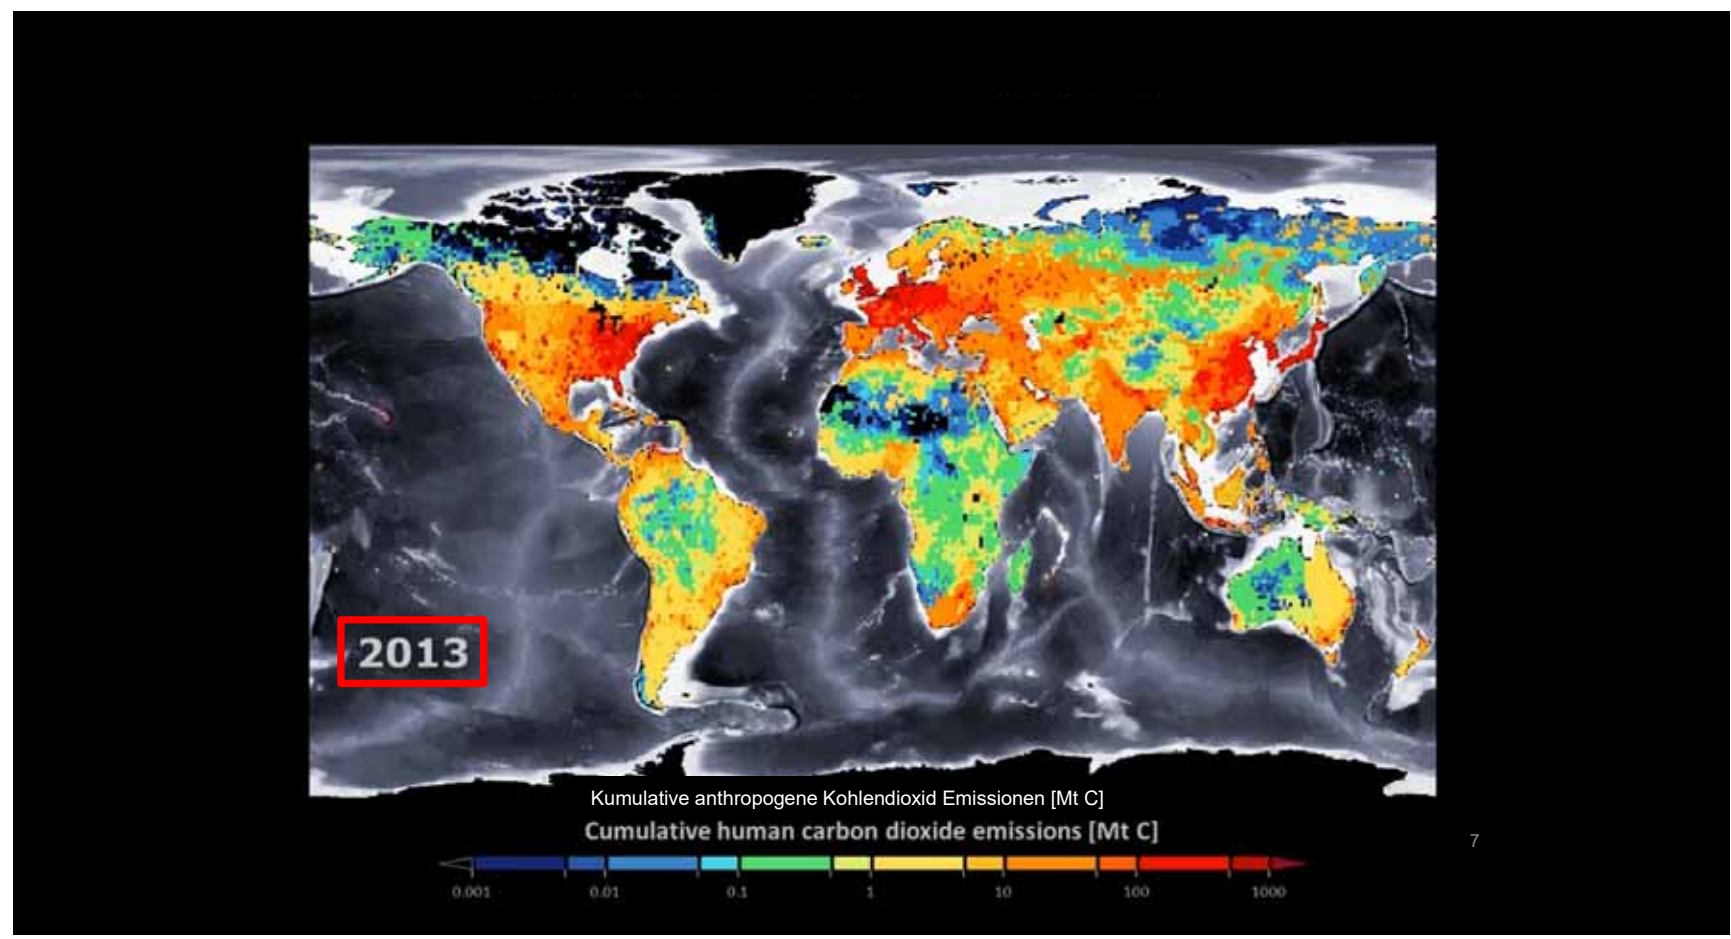 2013
Kumulative anthropogene Kohlendioxid Emissionen [Mt C]
Cumulative human carbon dioxide emissions [Mt C]
7
0.001 0.01 0.1 1 10 100 1000